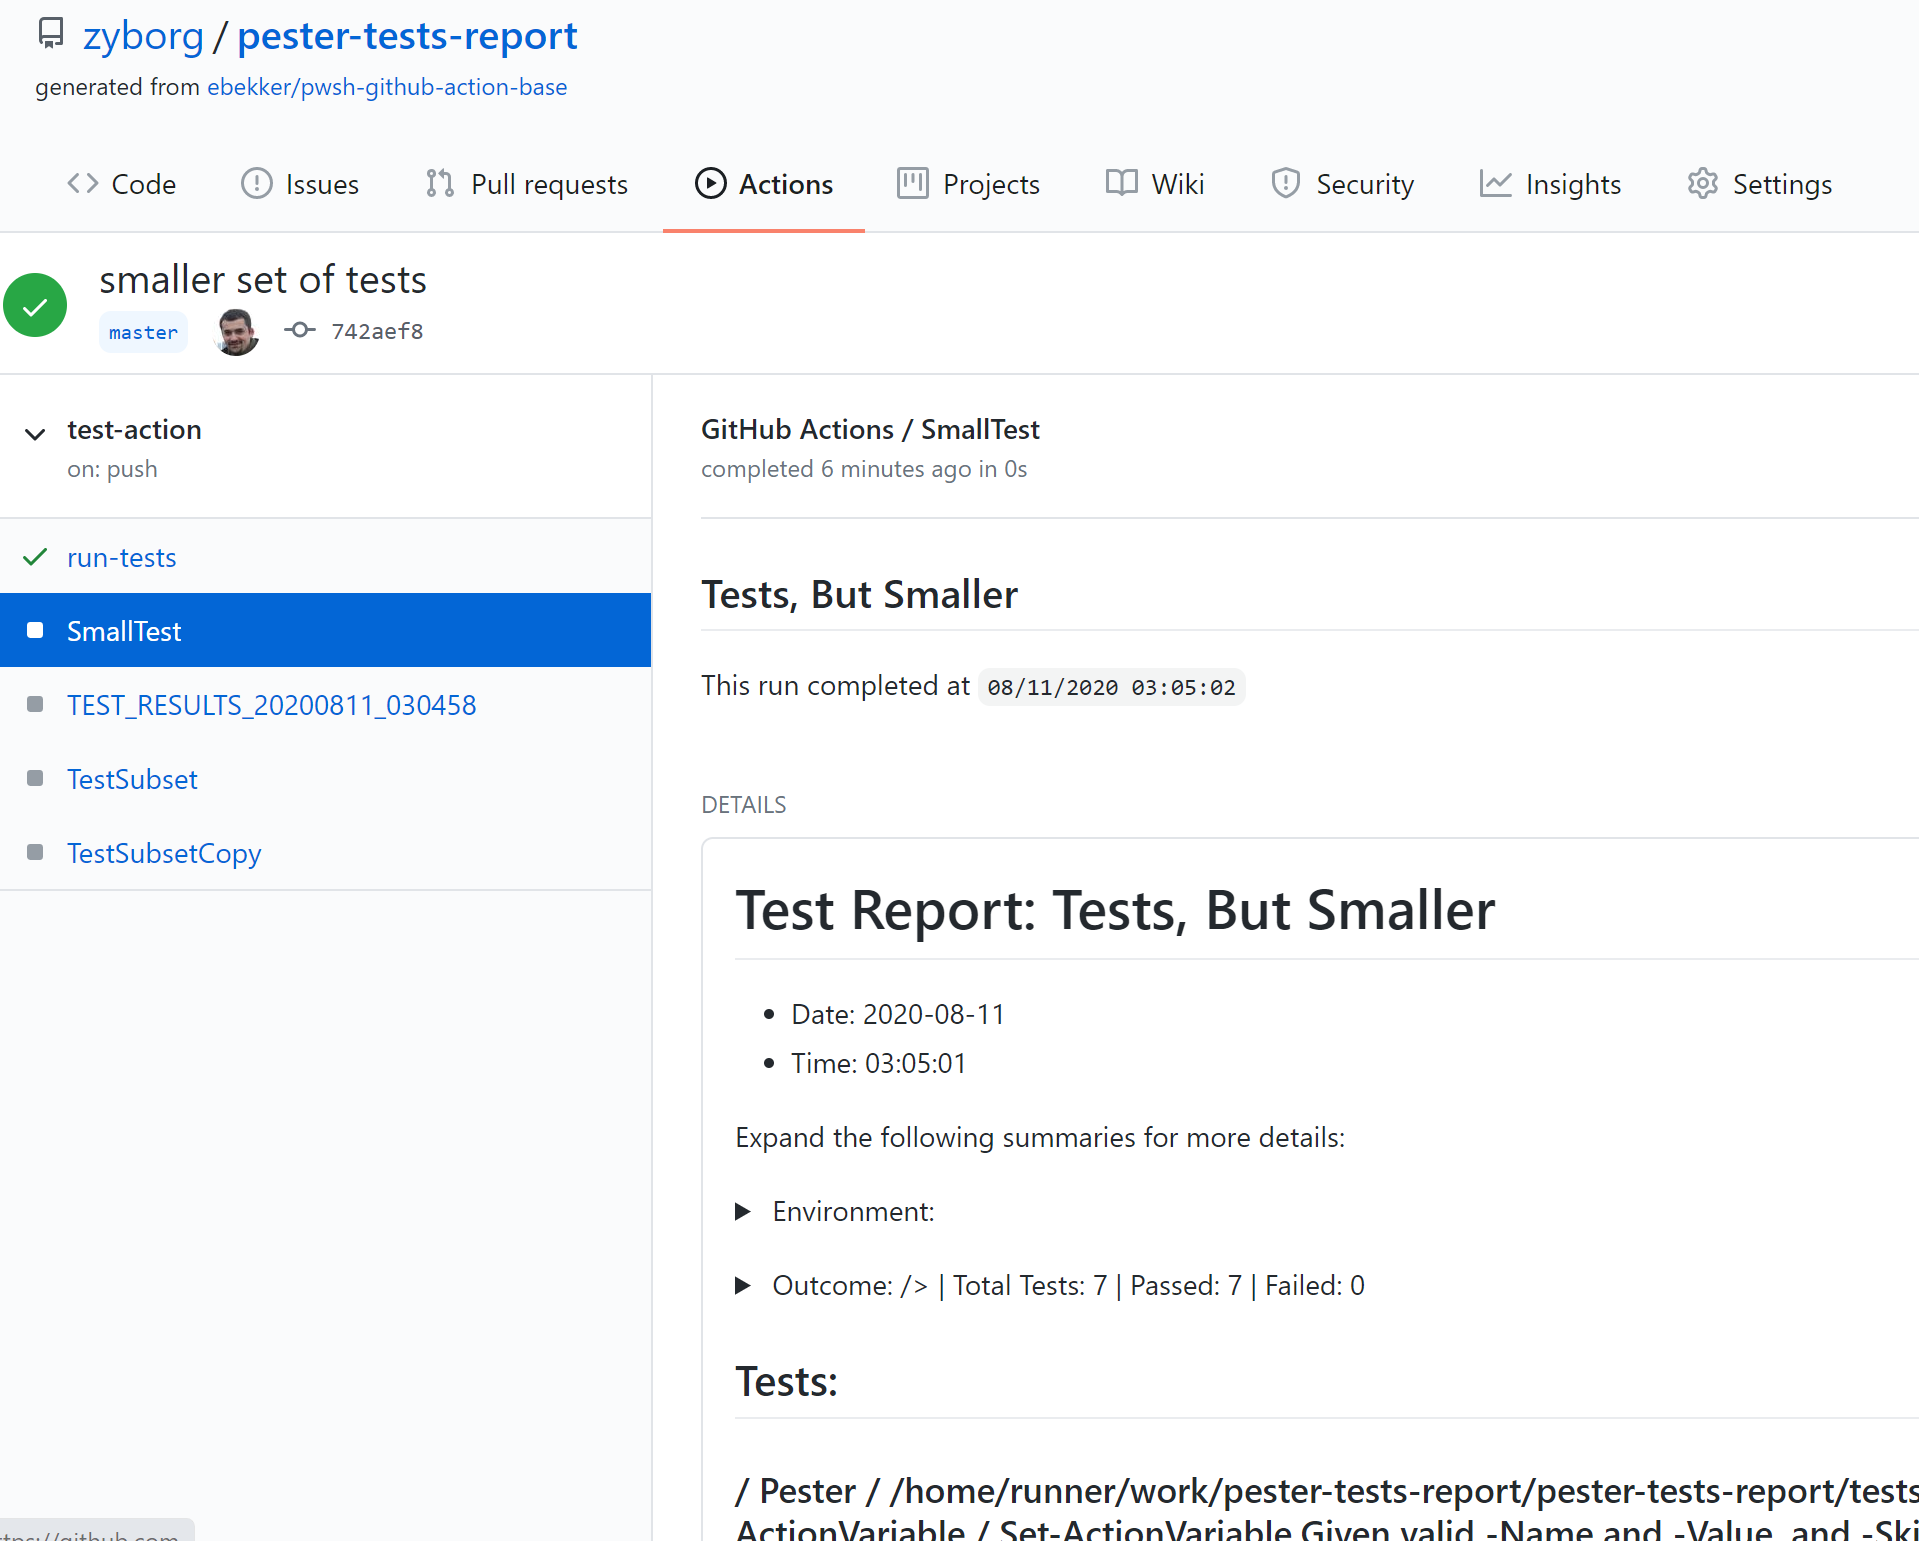 zyborg / pester-tests-report
generated from ebekker/pwsh-github-action-base
Code Issues Pull requests Actions Projects Wiki Security Insights Settings
smaller set of tests
master 742aef8
test-action
on: push
run-tests
SmallTest
TEST_RESULTS_20200811_030458
TestSubset
TestSubsetCopy
GitHub Actions / SmallTest
completed 6 minutes ago in 0s
Tests, But Smaller
This run completed at 08/11/2020 03:05:02
DETAILS
Test Report: Tests, But Smaller
• Date: 2020-08-11
• Time: 03:05:01
Expand the following summaries for more details:
Environment:
Outcome: /> | Total Tests: 7 | Passed: 7 | Failed: 0
Tests:
/ Pester / /home/runner/work/pester-tests-report/pester-tests-report/tests
ActionVariable / Set-ActionVariable.Given valid -Name and -Value, and -Ski
ttps://github.com